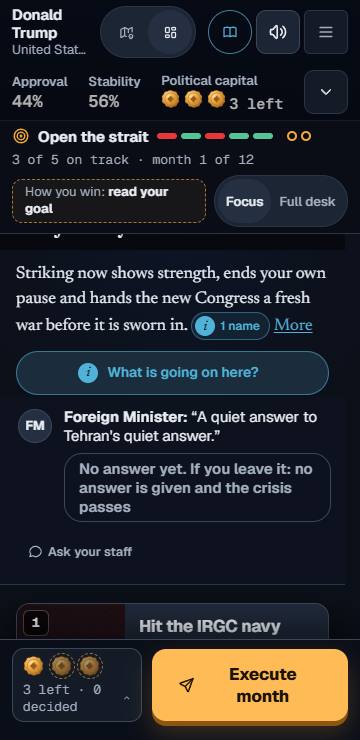 Donald
Trump
United Stat...
Approval
44%
Stability
56%
Political capital
3 left
Open the strait
3 of 5 on track · month 1 of 12
How you win: read your
goal
Focus
Full desk
Striking now shows strength, ends your own
pause and hands the new Congress a fresh
war before it is sworn in. i 1 name More
i What is going on here?
FM
Foreign Minister: “A quiet answer to
Tehran's quiet answer.”
No answer yet. If you leave it: no
answer is given and the crisis
passes
Ask your staff
1
Hit the IRGC navy
3 left · 0
decided
Execute
month